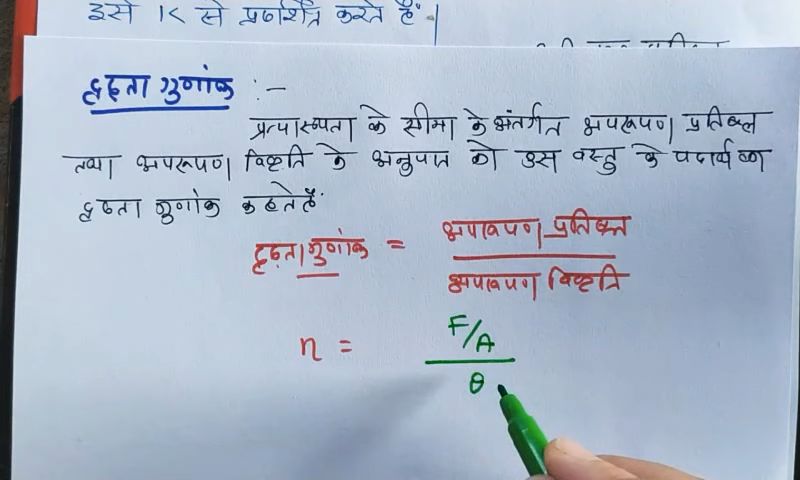 इसे K से प्रदर्शित करते हैं।
दृढ़ता गुणांक :-
प्रत्यास्थता के सीमा के अंतर्गत अपरूपण प्रतिबल
तथा अपरूपण विकृति के अनुपात को उस वस्तु के पदार्थ का
दृढ़ता गुणांक कहते हैं.
दृढ़ता गुणांक = अपरूपण प्रतिबल
अपरूपण विकृति
η = F/A
θ